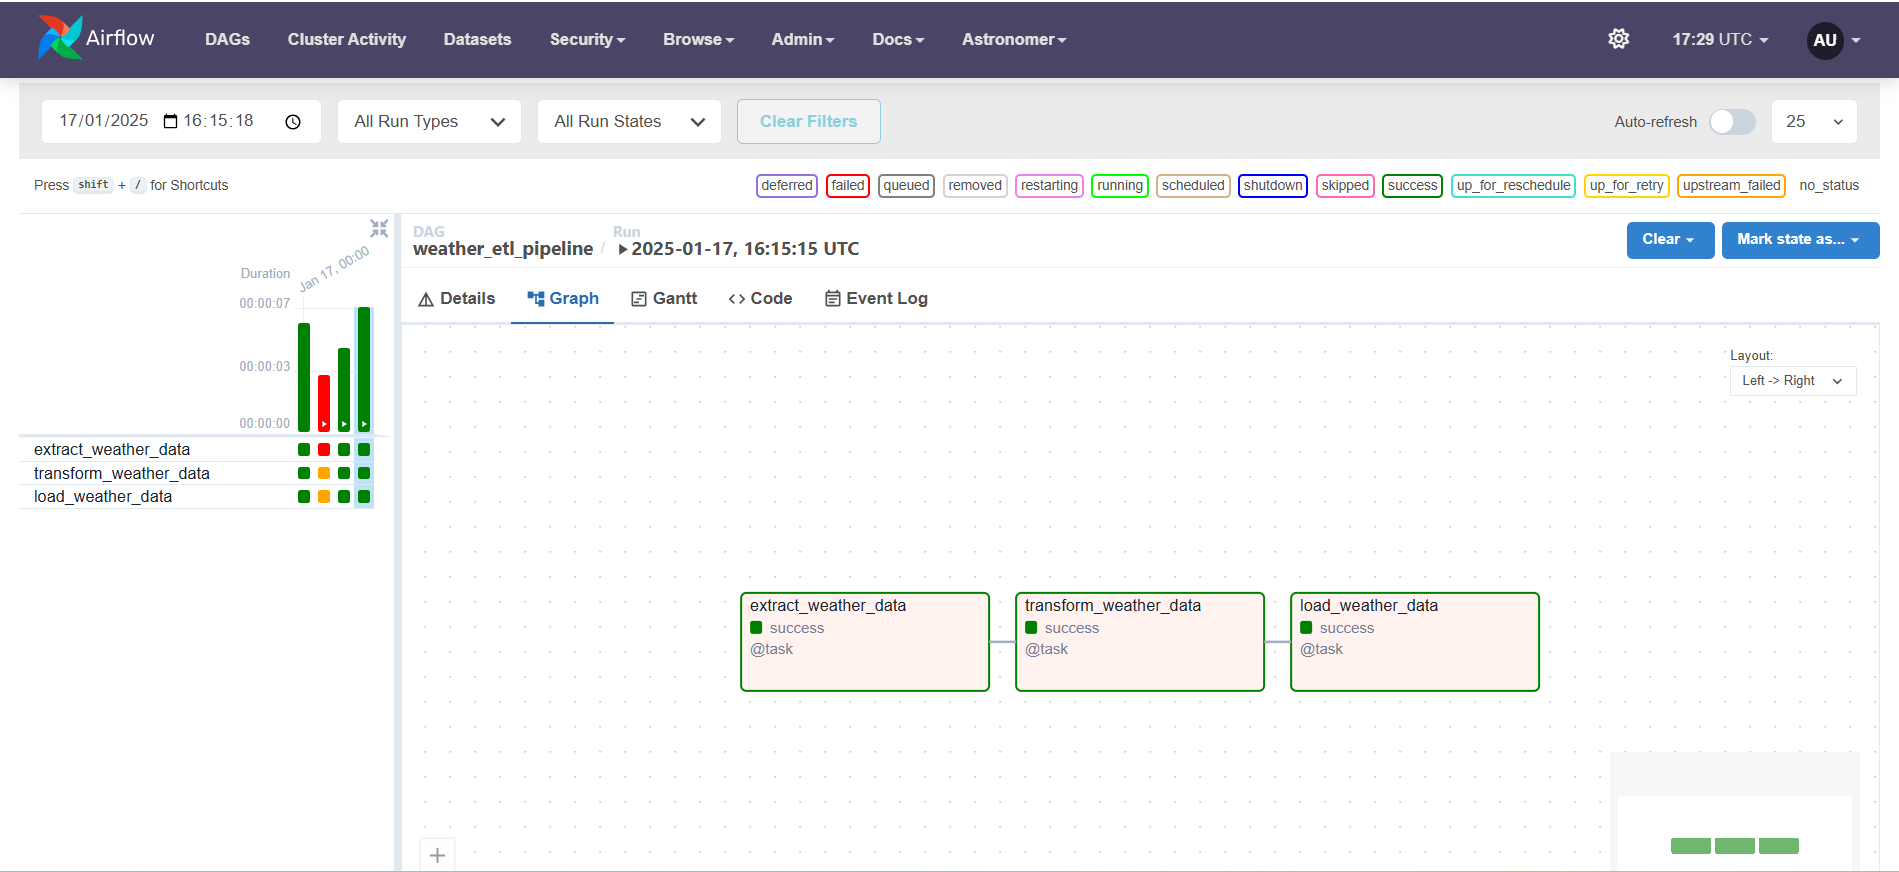 Airflow DAGs Cluster Activity Datasets Security Browse Admin Docs Astronomer 17:29 UTC AU
17/01/2025 16:15:18 All Run Types All Run States Clear Filters Auto-refresh 25
Press shift + / for Shortcuts deferred failed queued removed restarting running scheduled shutdown skipped success up_for_reschedule up_for_retry upstream_failed no_status
DAG Run
weather_etl_pipeline / 2025-01-17, 16:15:15 UTC Clear Mark state as...
Jan 17, 00:00
Duration
00:00:07
00:00:03
00:00:00
extract_weather_data
transform_weather_data
load_weather_data
Details Graph Gantt <> Code Event Log
Layout:
Left -> Right
extract_weather_data
success
@task
transform_weather_data
success
@task
load_weather_data
success
@task
+